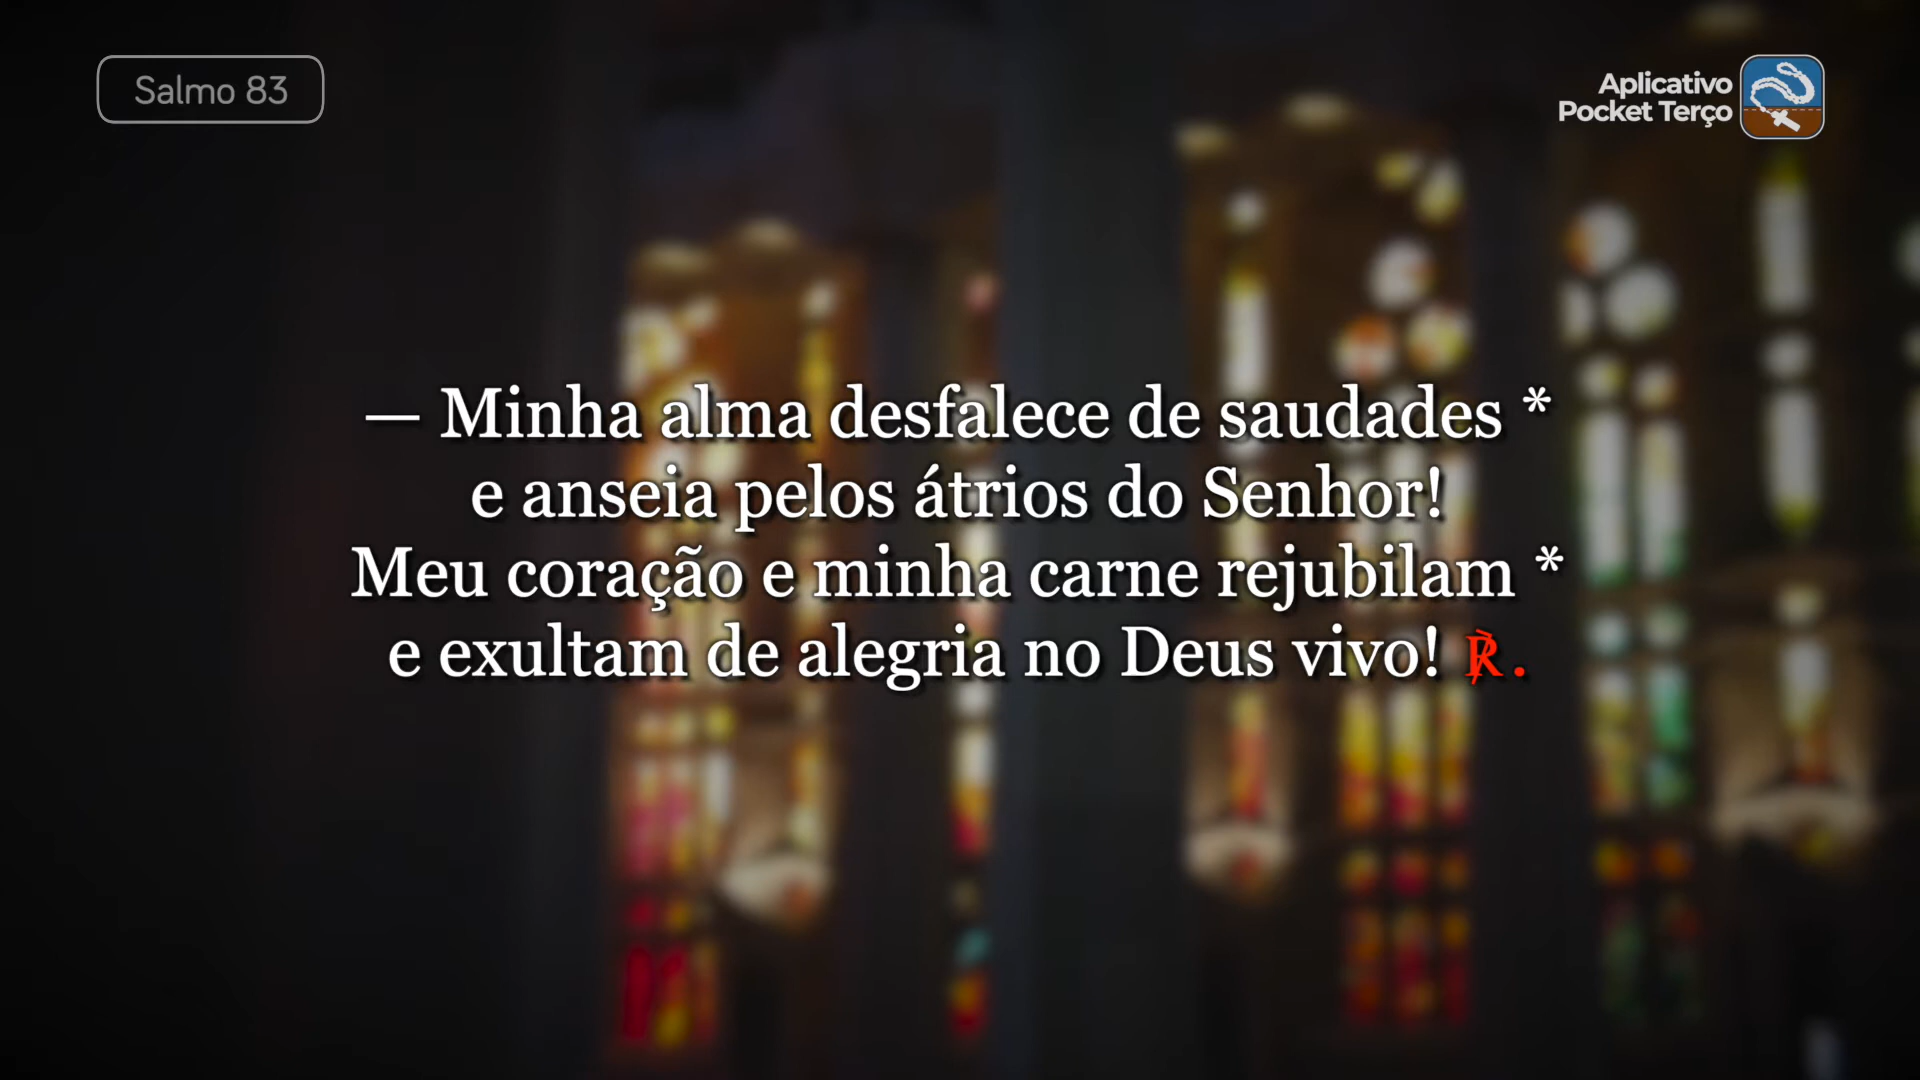 Salmo 83
Aplicativo
Pocket Terço
— Minha alma desfalece de saudades *
e anseia pelos átrios do Senhor!
Meu coração e minha carne rejubilam *
e exultam de alegria no Deus vivo! ℟.